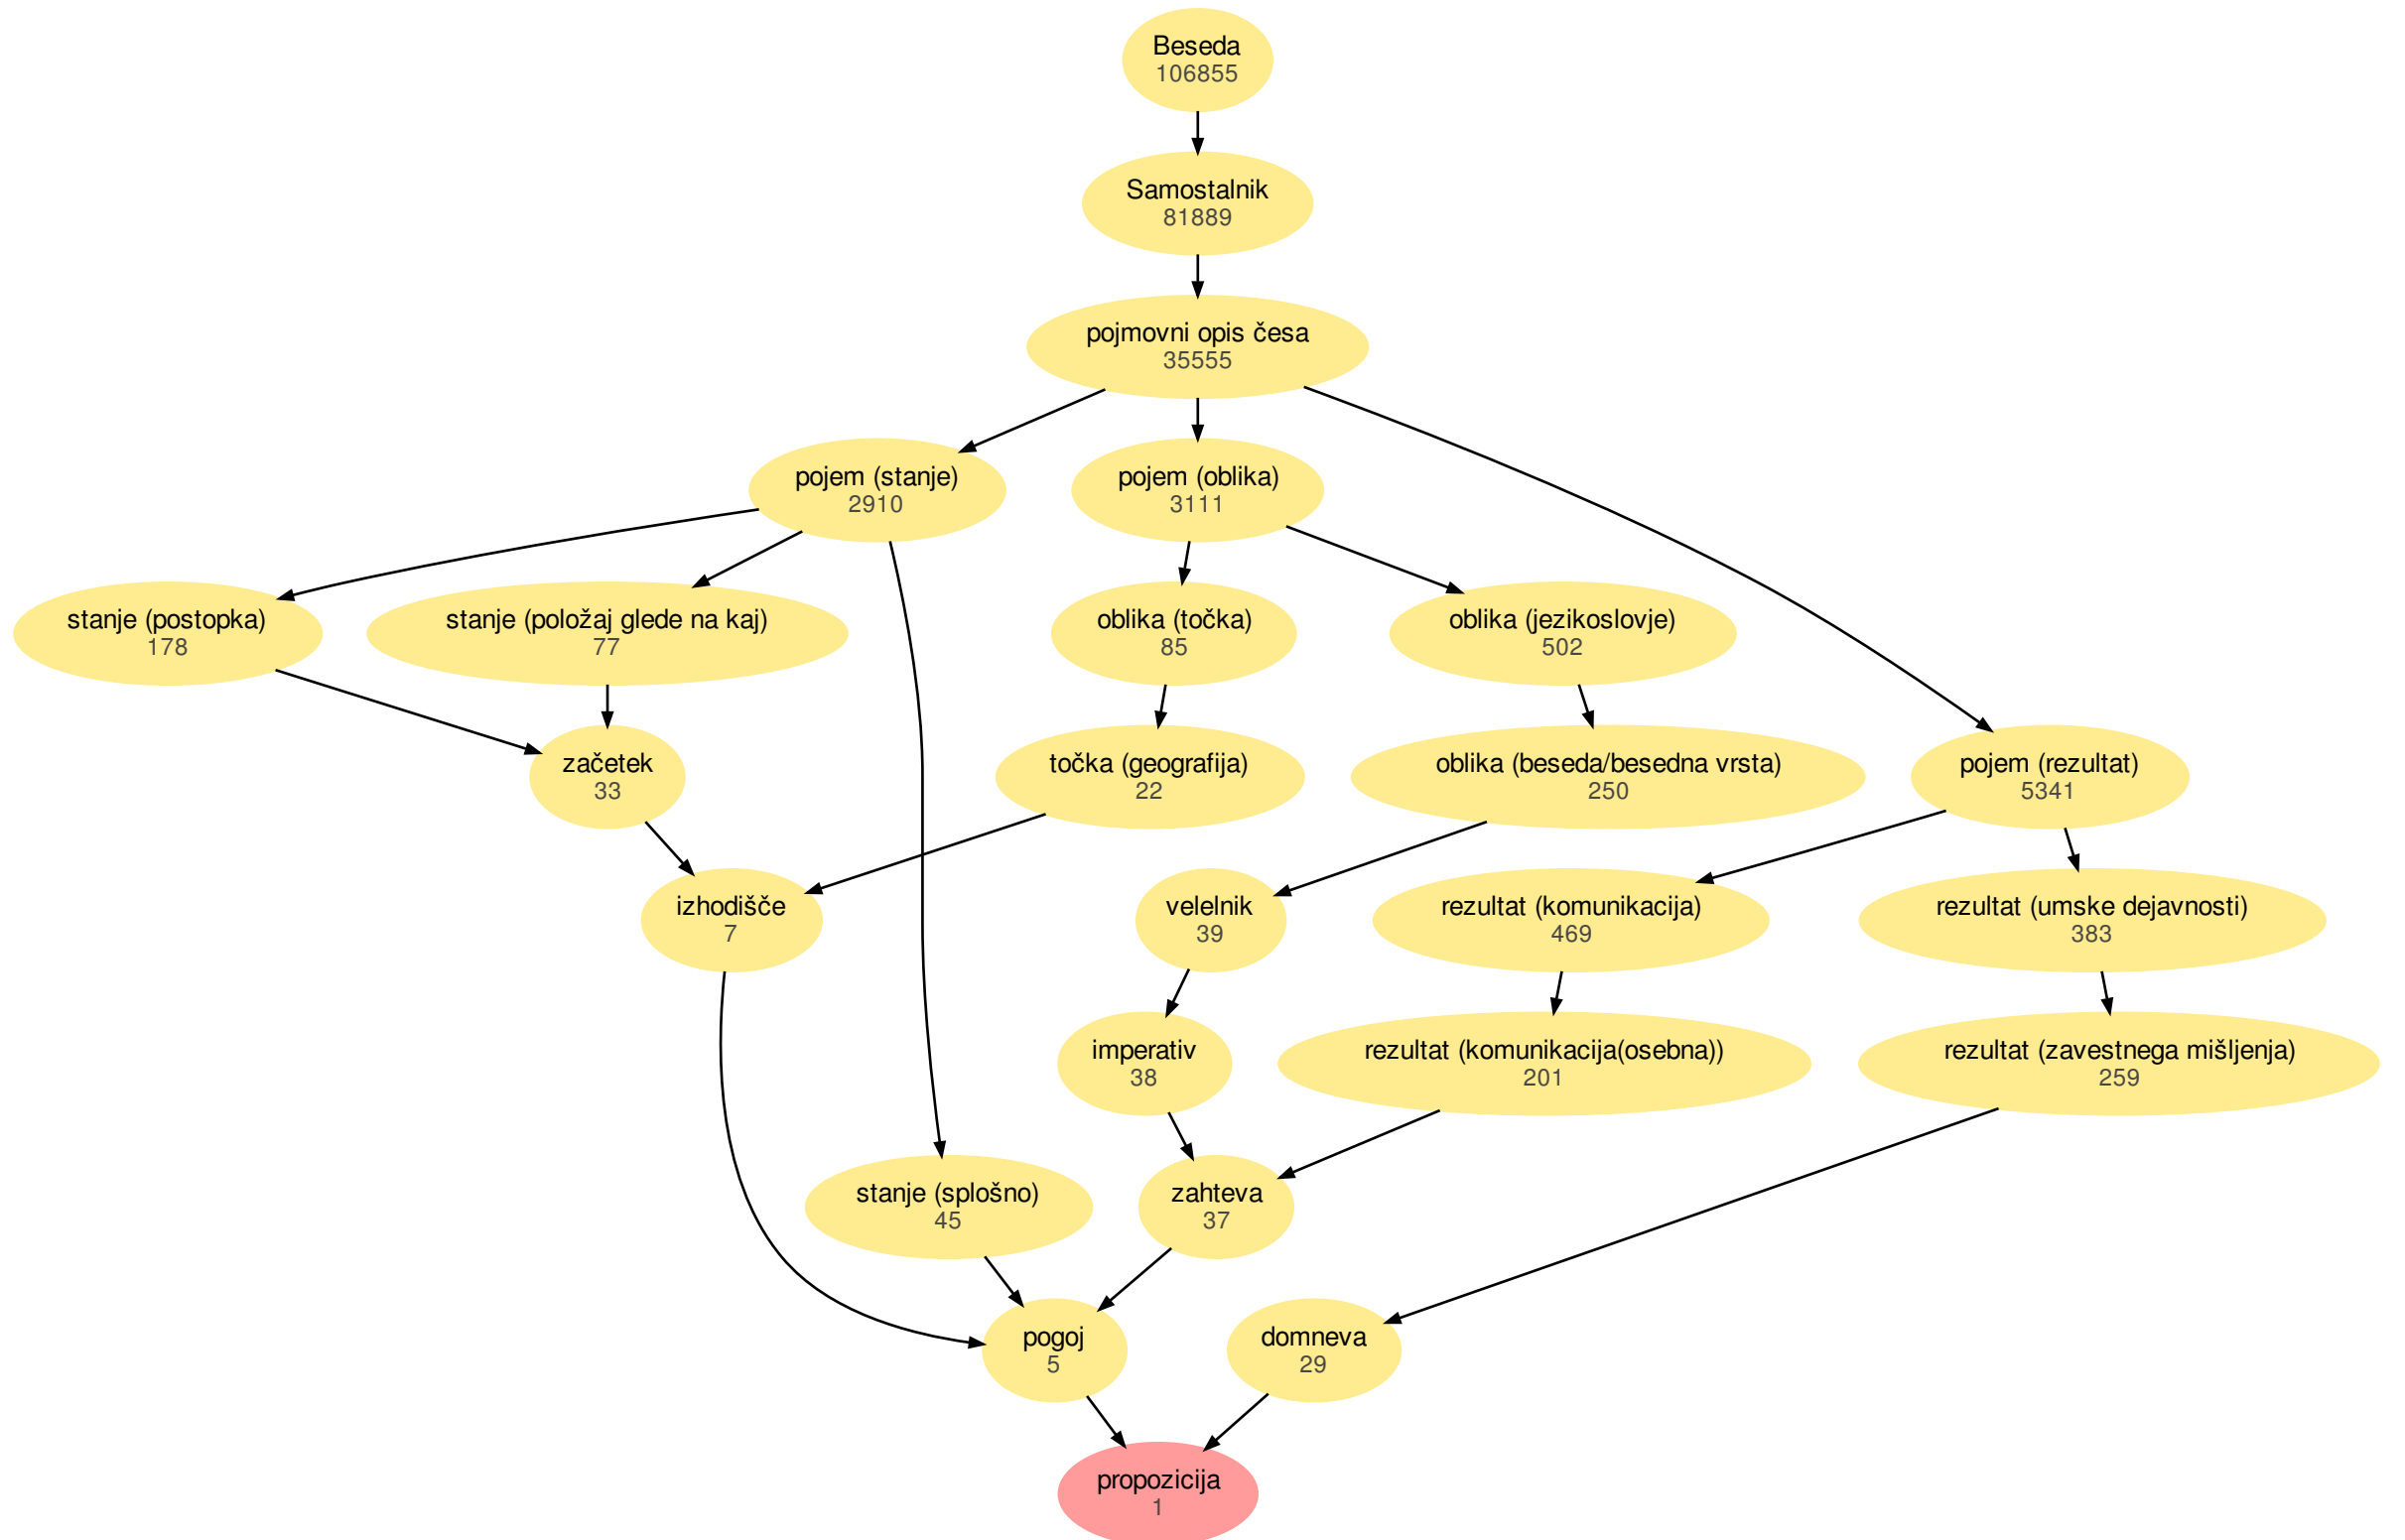 Beseda
106855
Samostalnik
81889
pojmovni opis česa
35555
pojem (stanje)
2910
pojem (oblika)
3111
stanje (postopka)
178
stanje (položaj glede na kaj)
77
oblika (točka)
85
oblika (jezikoslovje)
502
začetek
33
točka (geografija)
22
oblika (beseda/besedna vrsta)
250
pojem (rezultat)
5341
izhodišče
7
velelnik
39
rezultat (komunikacija)
469
rezultat (umske dejavnosti)
383
imperativ
38
rezultat (komunikacija(osebna))
201
rezultat (zavestnega mišljenja)
259
stanje (splošno)
45
zahteva
37
pogoj
5
domneva
29
propozicija
1